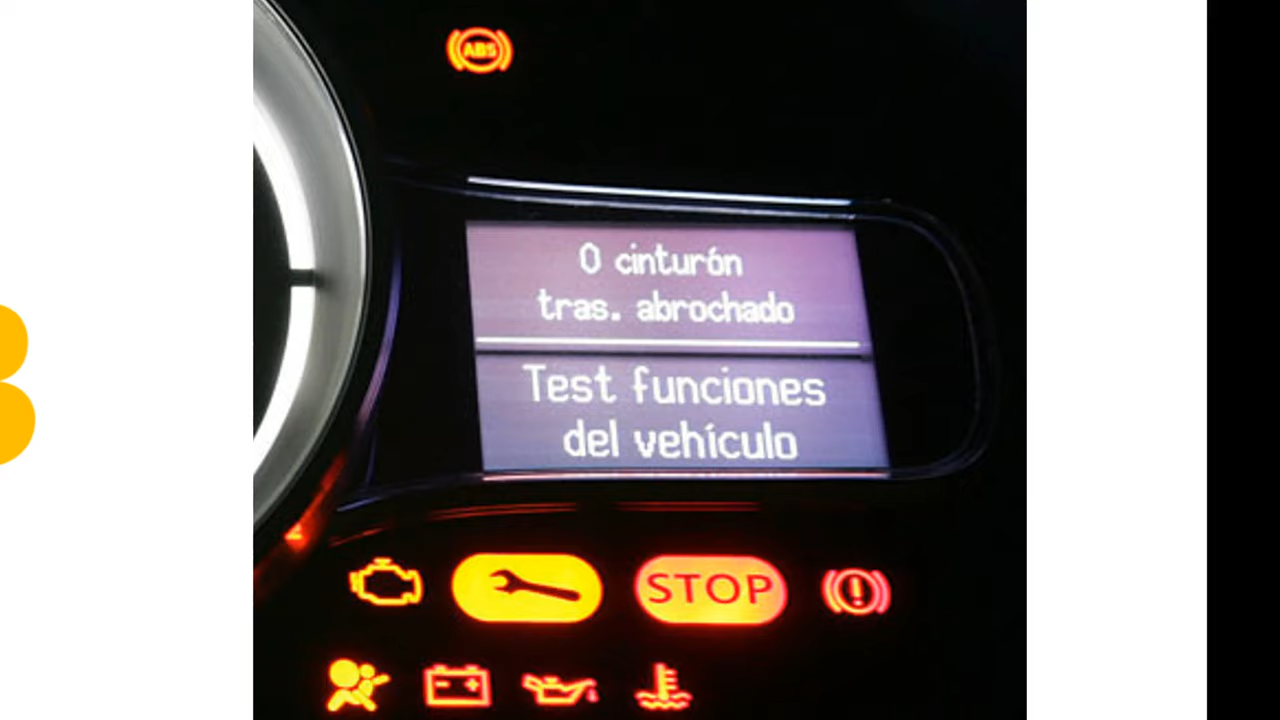 ABS
0 cinturón
tras. abrochado
Test funciones
del vehículo
STOP